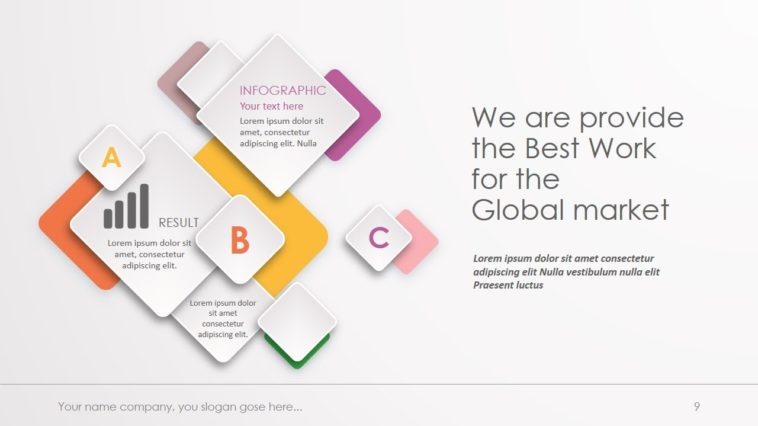 INFOGRAPHIC
Your text here
Lorem ipsum dolor sit
amet, consectetur
adipiscing elit. Nulla
A
RESULT
Lorem ipsum dolor sit
amet, consectetur
adipiscing elit.
B
C
Lorem ipsum dolor
sit amet
consectetur
adipiscing elit.
We are provide
the Best Work
for the
Global market
Lorem ipsum dolor sit amet consectetur
adipiscing elit Nulla vestibulum nulla elit
Praesent luctus
Your name company, you slogan gose here...
9